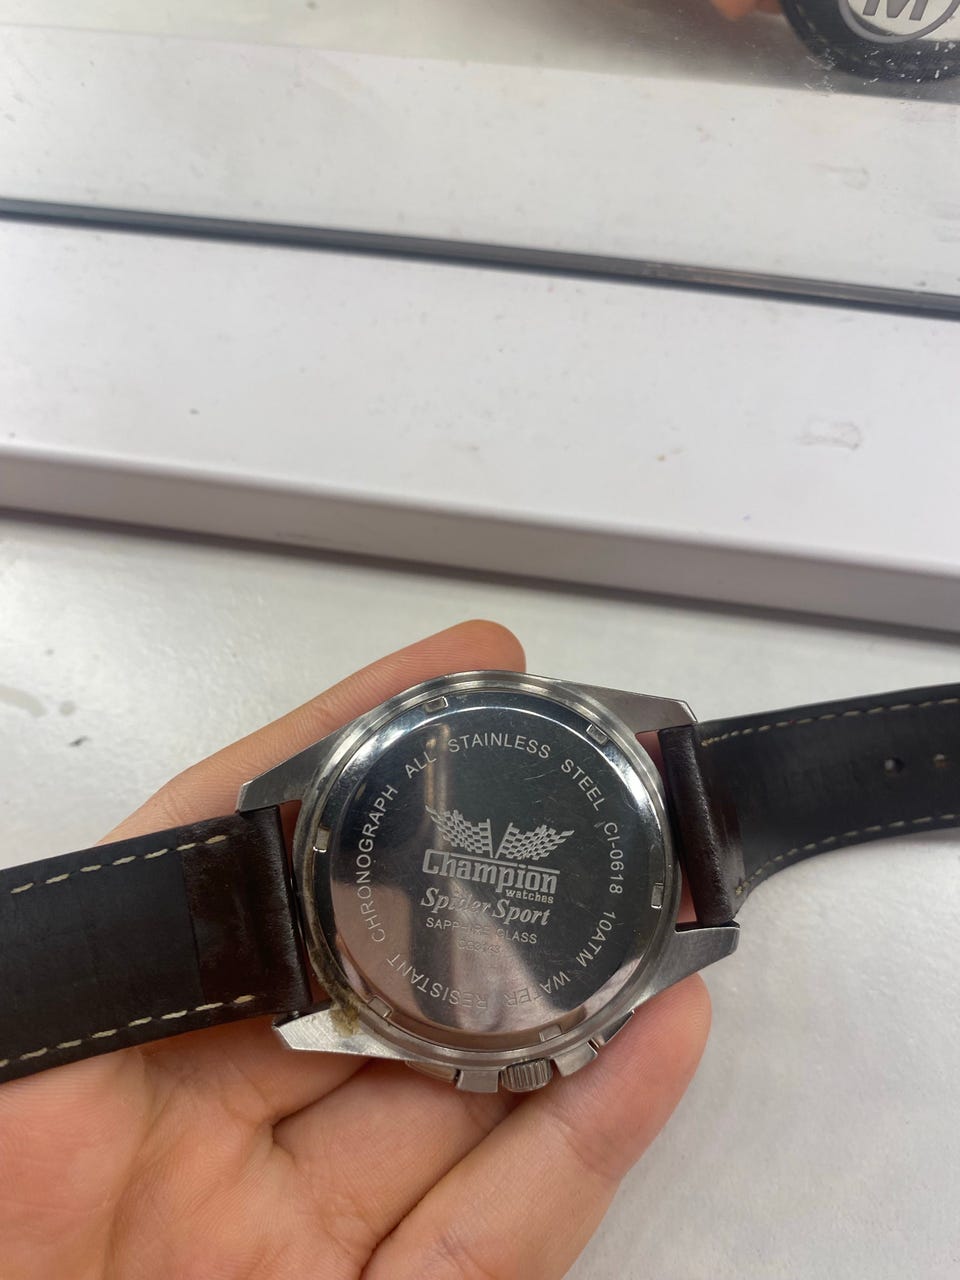 M
CHRONOGRAPH ALL STAINLESS STEEL CI-0618 10ATM WATER RESISTANT
Champion
watches
Spider Sport
SAPPHIRE GLASS